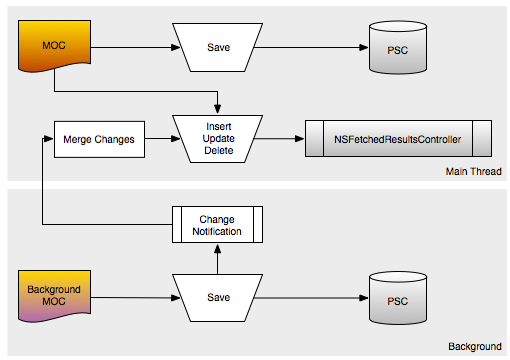 MOC
Save
PSC
Merge Changes
Insert
Update
Delete
NSFetchedResultsController
Main Thread
Change
Notification
Background
MOC
Save
PSC
Background